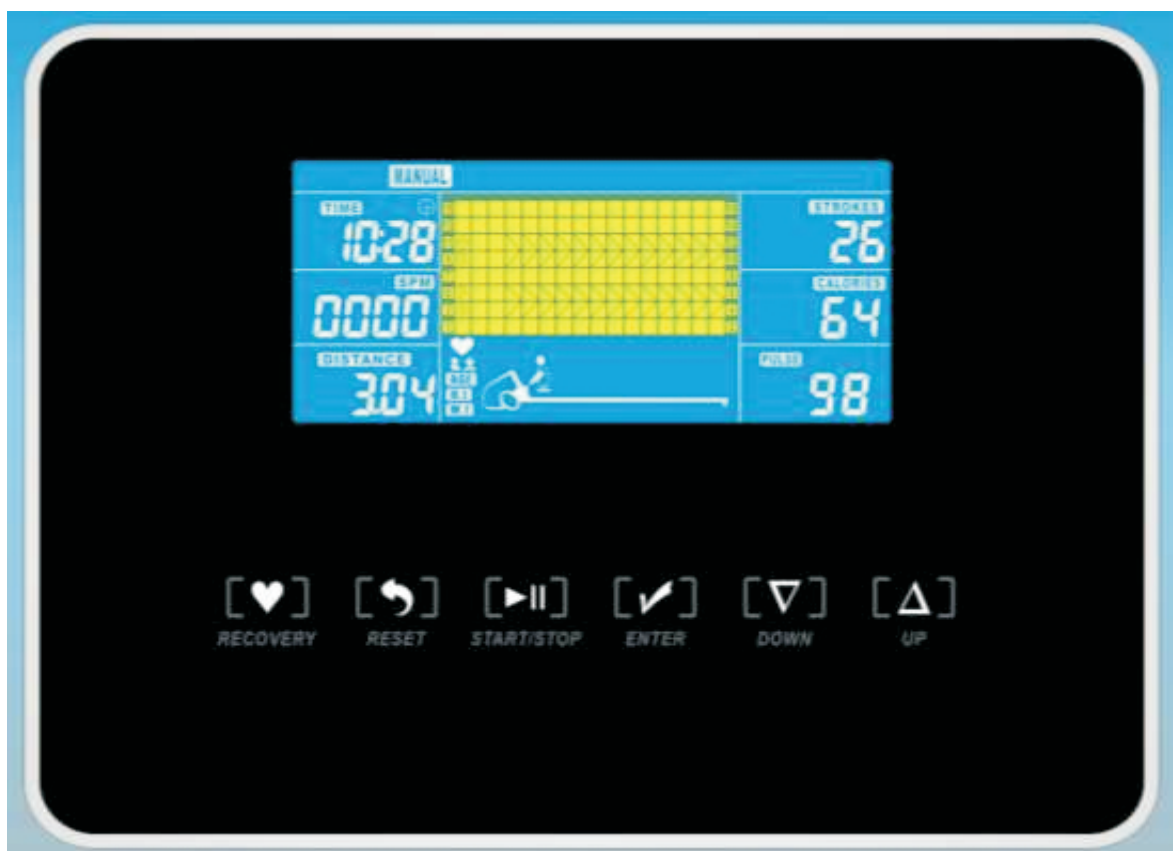 MANUAL
TIME
10:28
STROKES
26
SPM
0000
CALORIES
64
DISTANCE
3.04
AGE
PULSE
98
RECOVERY
RESET
START/STOP
ENTER
DOWN
UP